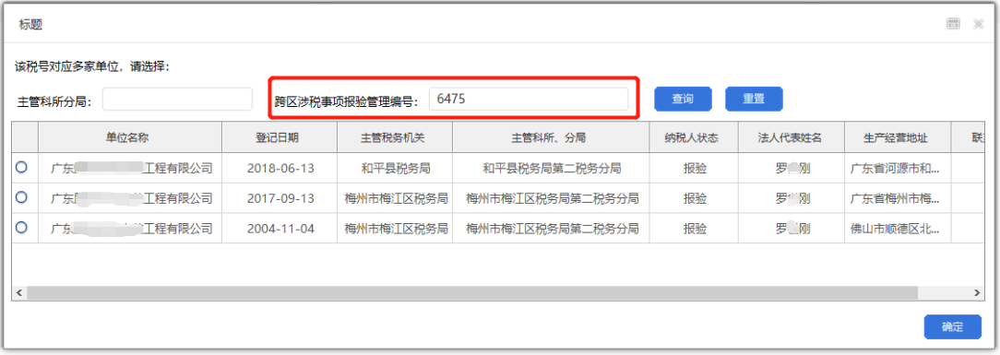 标题
该税号对应多家单位，请选择：
主管科所分局： 跨区涉税事项报验管理编号： 6475 查询 重置
单位名称 登记日期 主管税务机关 主管科所、分局 纳税人状态 法人代表姓名 生产经营地址 联
广东 工程有限公司 2018-06-13 和平县税务局 和平县税务局第二税务分局 报验 罗 刚 广东省河源市和...
广东 工程有限公司 2017-09-13 梅州市梅江区税务局 梅州市梅江区税务局第二税务分局 报验 罗 刚 广东省梅州市梅...
广东 工程有限公司 2004-11-04 梅州市梅江区税务局 梅州市梅江区税务局第二税务分局 报验 罗 刚 佛山市顺德区北...
确定